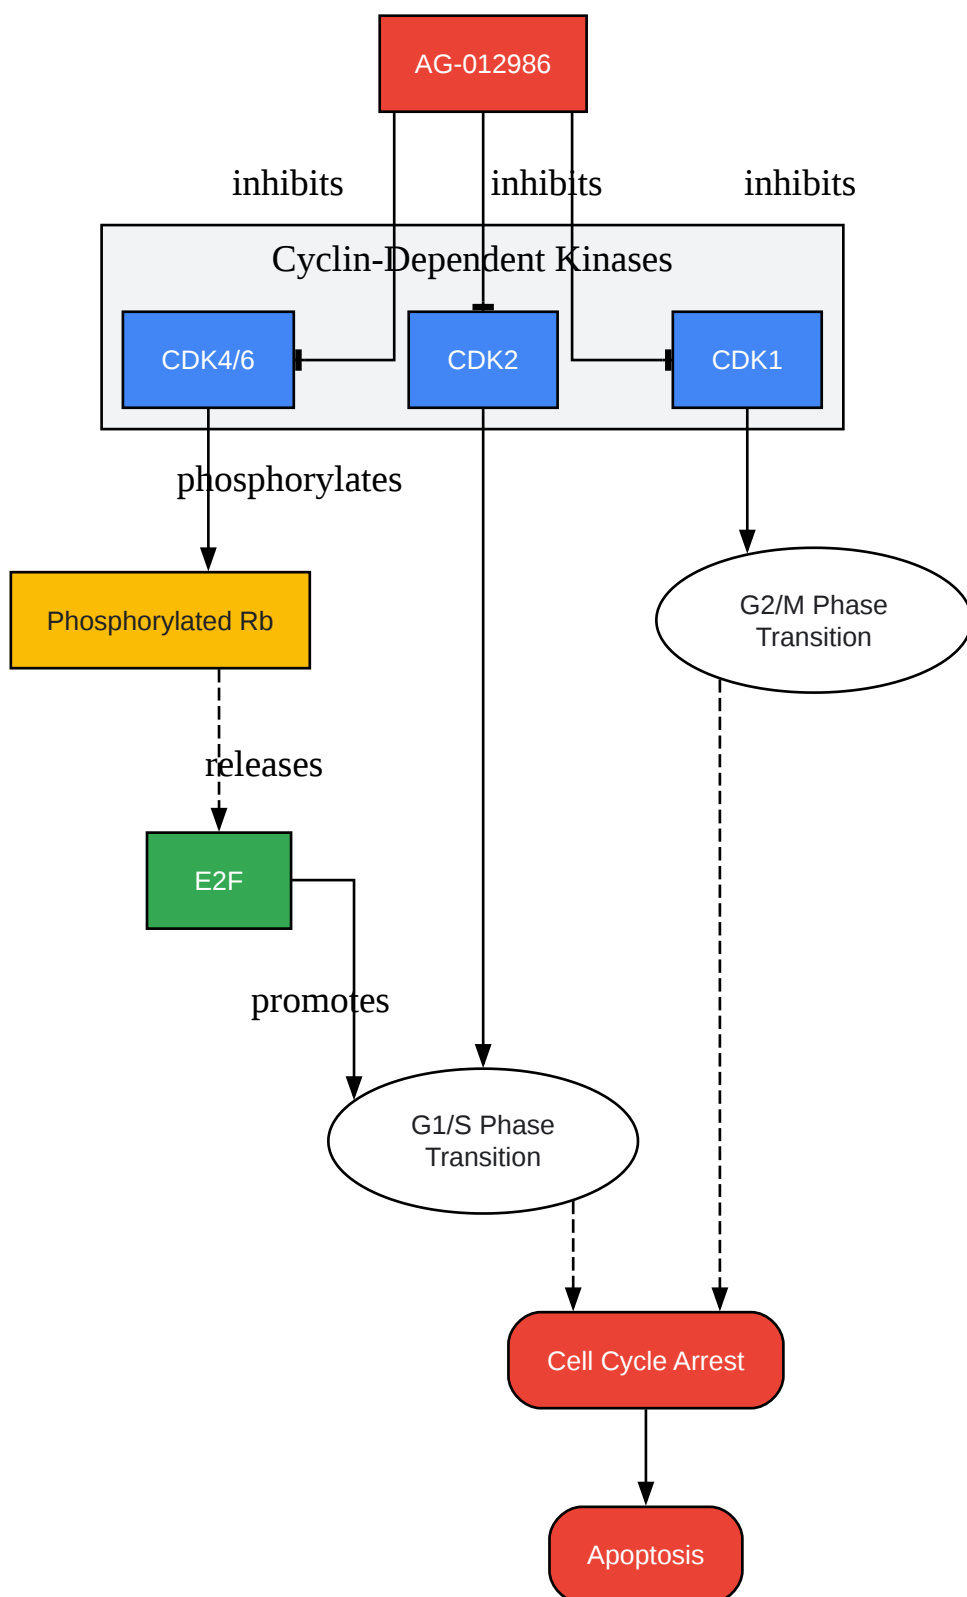 AG-012986
inhibits
inhibits
inhibits
Cyclin-Dependent Kinases
CDK4/6
CDK2
CDK1
phosphorylates
G2/M Phase
Transition
Phosphorylated Rb
releases
E2F
promotes
G1/S Phase
Transition
Cell Cycle Arrest
Apoptosis